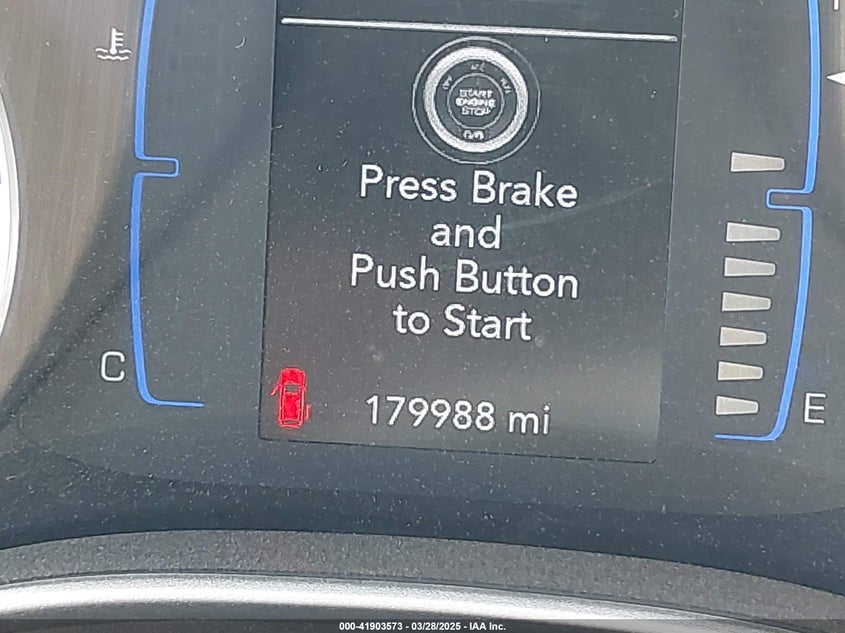 START
ENGINE
STOP
Press Brake
and
Push Button
to Start
C
E
179988 mi
000-41903573 - 03/28/2025 - IAA Inc.